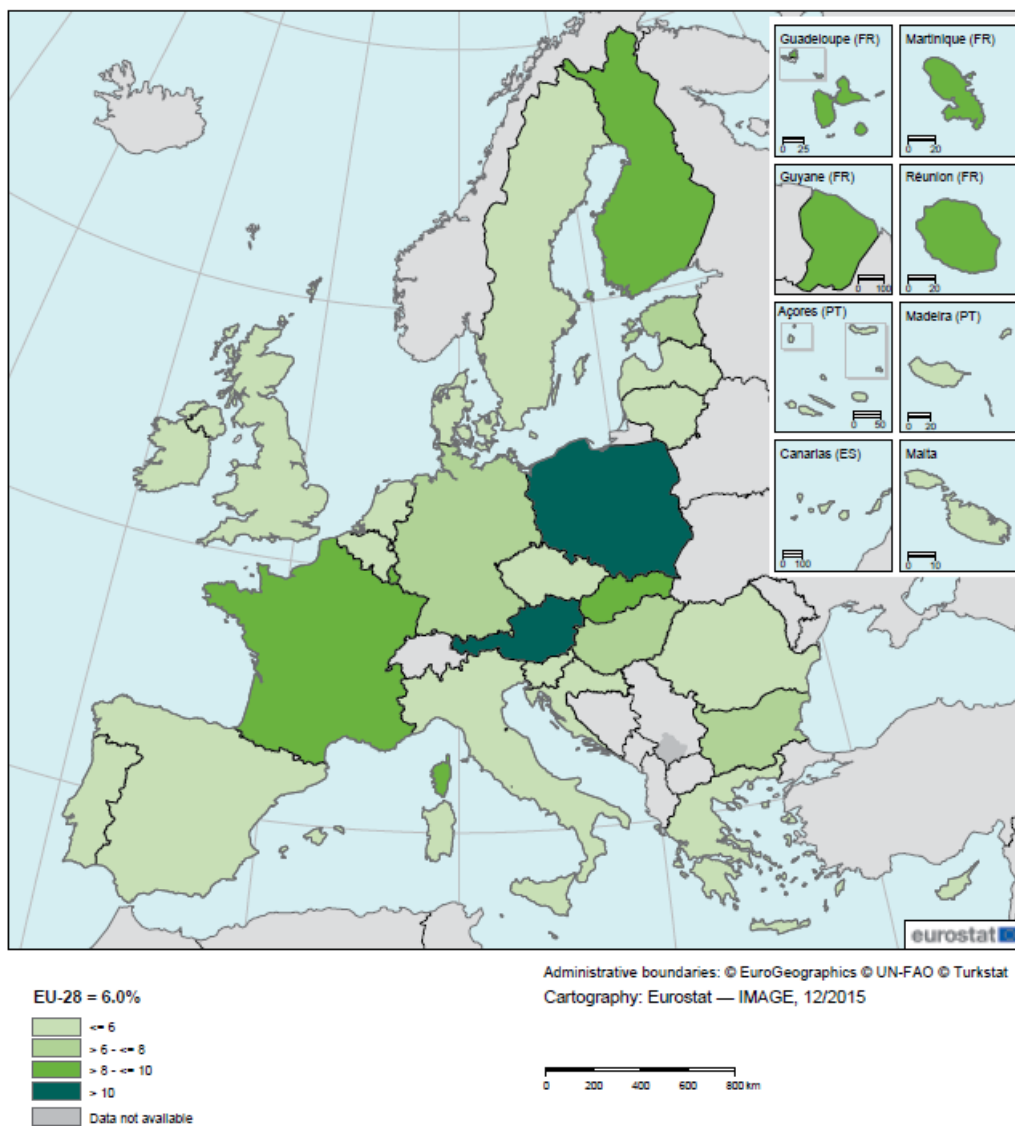 Guadeloupe (FR)
0 25
Martinique (FR)
0 20
Guyane (FR)
0 100
Réunion (FR)
0 20
Açores (PT)
0 50
Madeira (PT)
0 20
Canarias (ES)
0 100
Malta
0 10
eurostat
Administrative boundaries: © EuroGeographics © UN-FAO © Turkstat
Cartography: Eurostat — IMAGE, 12/2015
EU-28 = 6.0%
<= 6
> 6 - <= 8
> 8 - <= 10
> 10
Data not available
0 200 400 600 800 km